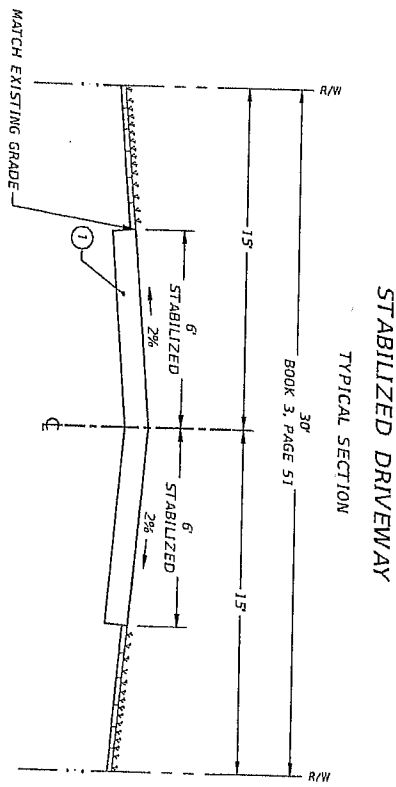 STABILIZED DRIVEWAY
TYPICAL SECTION
R/W
R/W
30'
BOOK 3, PAGE 51
15'
15'
6'
STABILIZED
6'
STABILIZED
2%
2%
1
MATCH EXISTING GRADE
℄